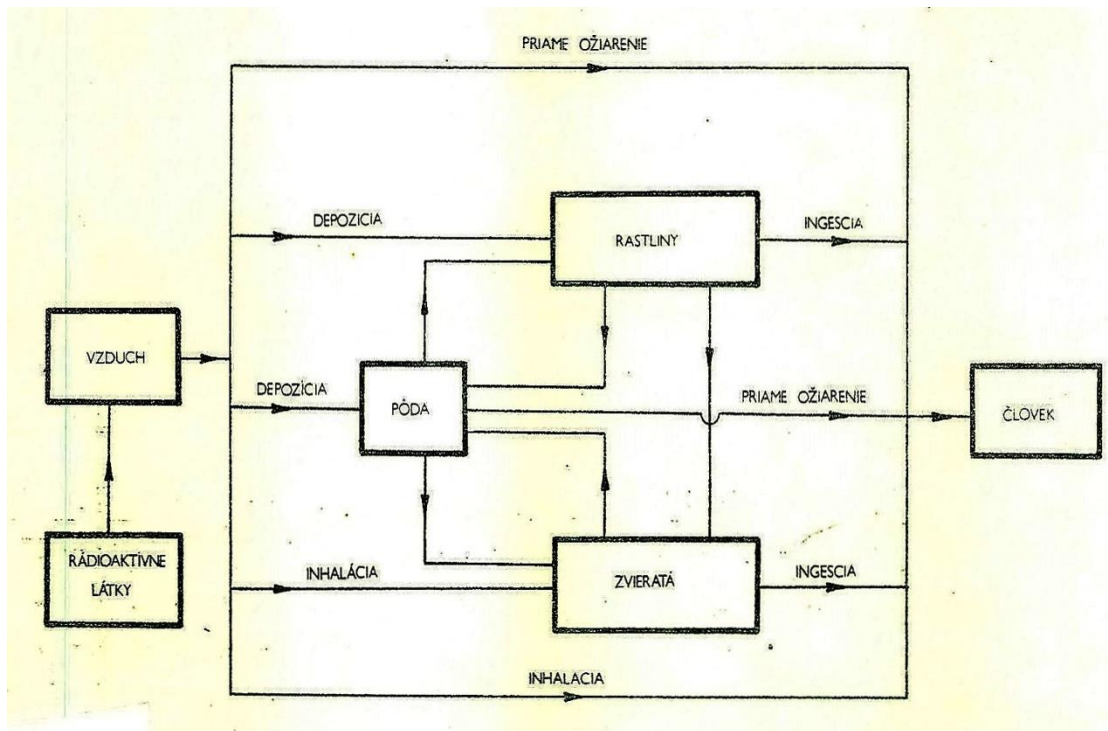 PRIAME OŽIARENIE
DEPOZICIA
RASTLINY
INGESCIA
VZDUCH
DEPOZÍCIA
PÔDA
PRIAME OŽIARENIE
ČLOVEK
RÁDIOAKTÍVNE
LÁTKY
INHALÁCIA
ZVIERATÁ
INGESCIA
INHALACIA